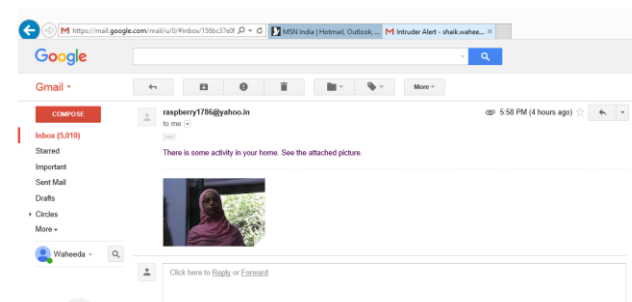 https://mail.google.com/mail/u/0/#inbox/156bc37e0f
MSN India | Hotmail, Outlook, ...
Intruder Alert - shaik.wahee...
Google
Gmail
More
COMPOSE
raspberry1786@yahoo.in
5:58 PM (4 hours ago)
to me
Inbox (5,010)
Starred
There is some activity in your home. See the attached picture.
Important
Sent Mail
Drafts
Circles
More
Waheeda
Click here to Reply or Forward